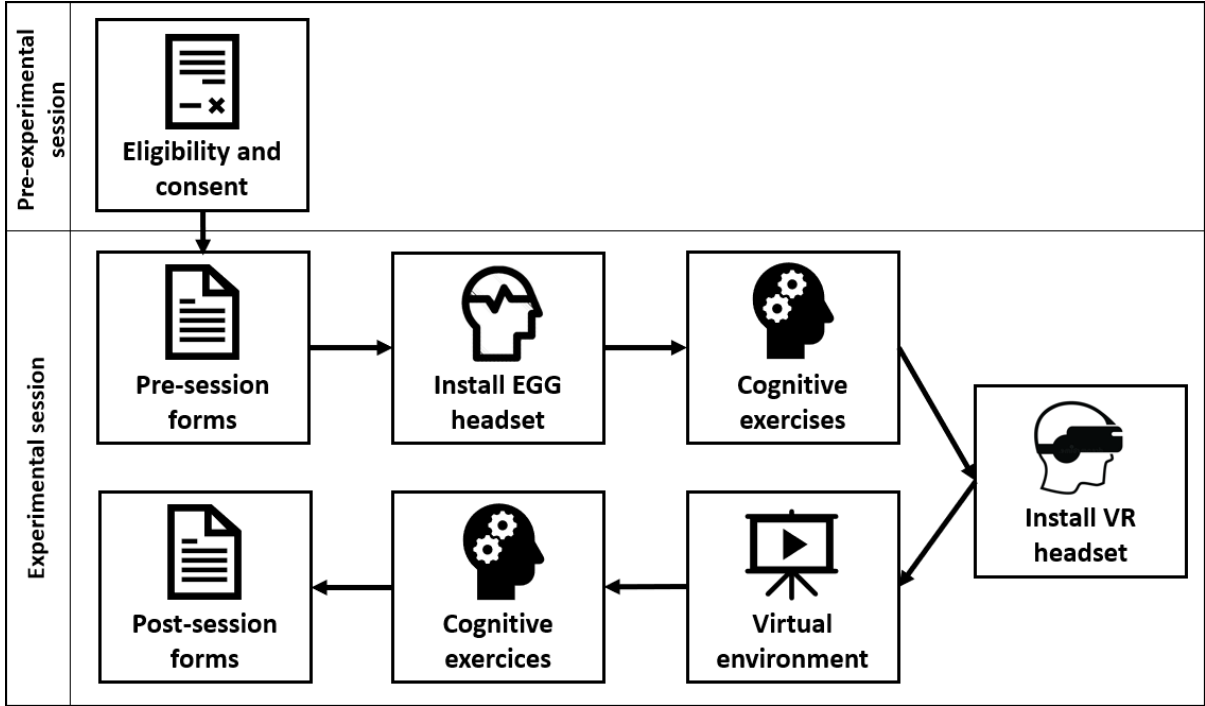 Pre-experimental
session
Eligibility and
consent
Experimental session
Pre-session
forms
Install EGG
headset
Cognitive
exercises
Install VR
headset
Virtual
environment
Cognitive
exercices
Post-session
forms